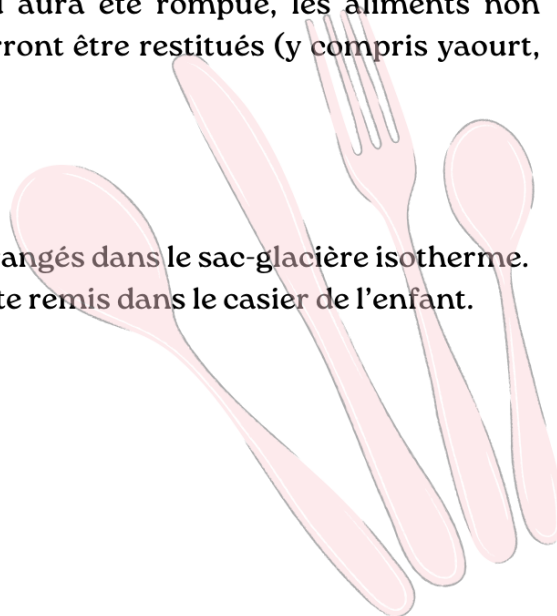 aura été rompue, les aliments non
rront être restitués (y compris yaourt,
angés dans le sac-glacière isotherme.
te remis dans le casier de l'enfant.